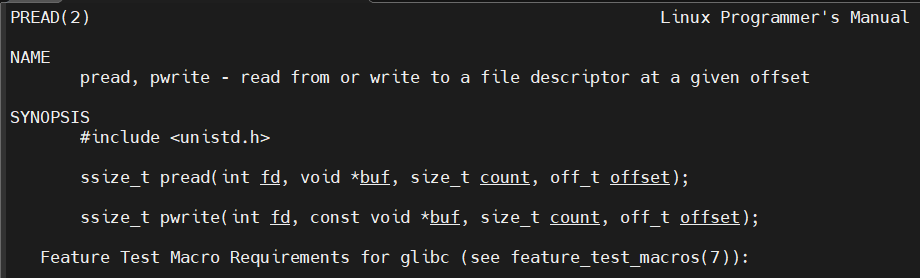 PREAD(2) Linux Programmer's Manual
NAME
pread, pwrite - read from or write to a file descriptor at a given offset
SYNOPSIS
#include <unistd.h>
ssize_t pread(int fd, void *buf, size_t count, off_t offset);
ssize_t pwrite(int fd, const void *buf, size_t count, off_t offset);
Feature Test Macro Requirements for glibc (see feature_test_macros(7)):